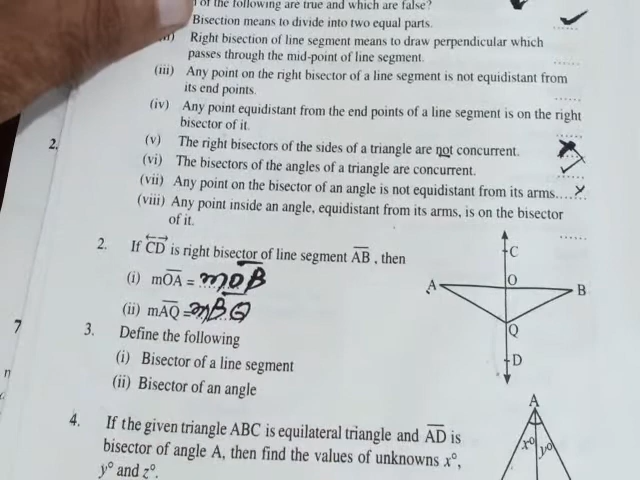 of the following are true and which are false?
Bisection means to divide into two equal parts.
Right bisection of line segment means to draw perpendicular which
passes through the mid-point of line segment.
(iii) Any point on the right bisector of a line segment is not equidistant from
its end points.
(iv) Any point equidistant from the end points of a line segment is on the right
bisector of it.
2.
(v) The right bisectors of the sides of a triangle are not concurrent.
(vi) The bisectors of the angles of a triangle are concurrent.
(vii) Any point on the bisector of an angle is not equidistant from its arms.
(viii) Any point inside an angle, equidistant from its arms, is on the bisector
of it.
2. If CD is right bisector of line segment AB , then
(i) mOA = mOB
(ii) mAQ = mBQ
C
A
O
B
Q
D
7
3. Define the following
(i) Bisector of a line segment
(ii) Bisector of an angle
4. If the given triangle ABC is equilateral triangle and AD is
bisector of angle A, then find the values of unknowns x°,
y° and z°.
A
x° y°